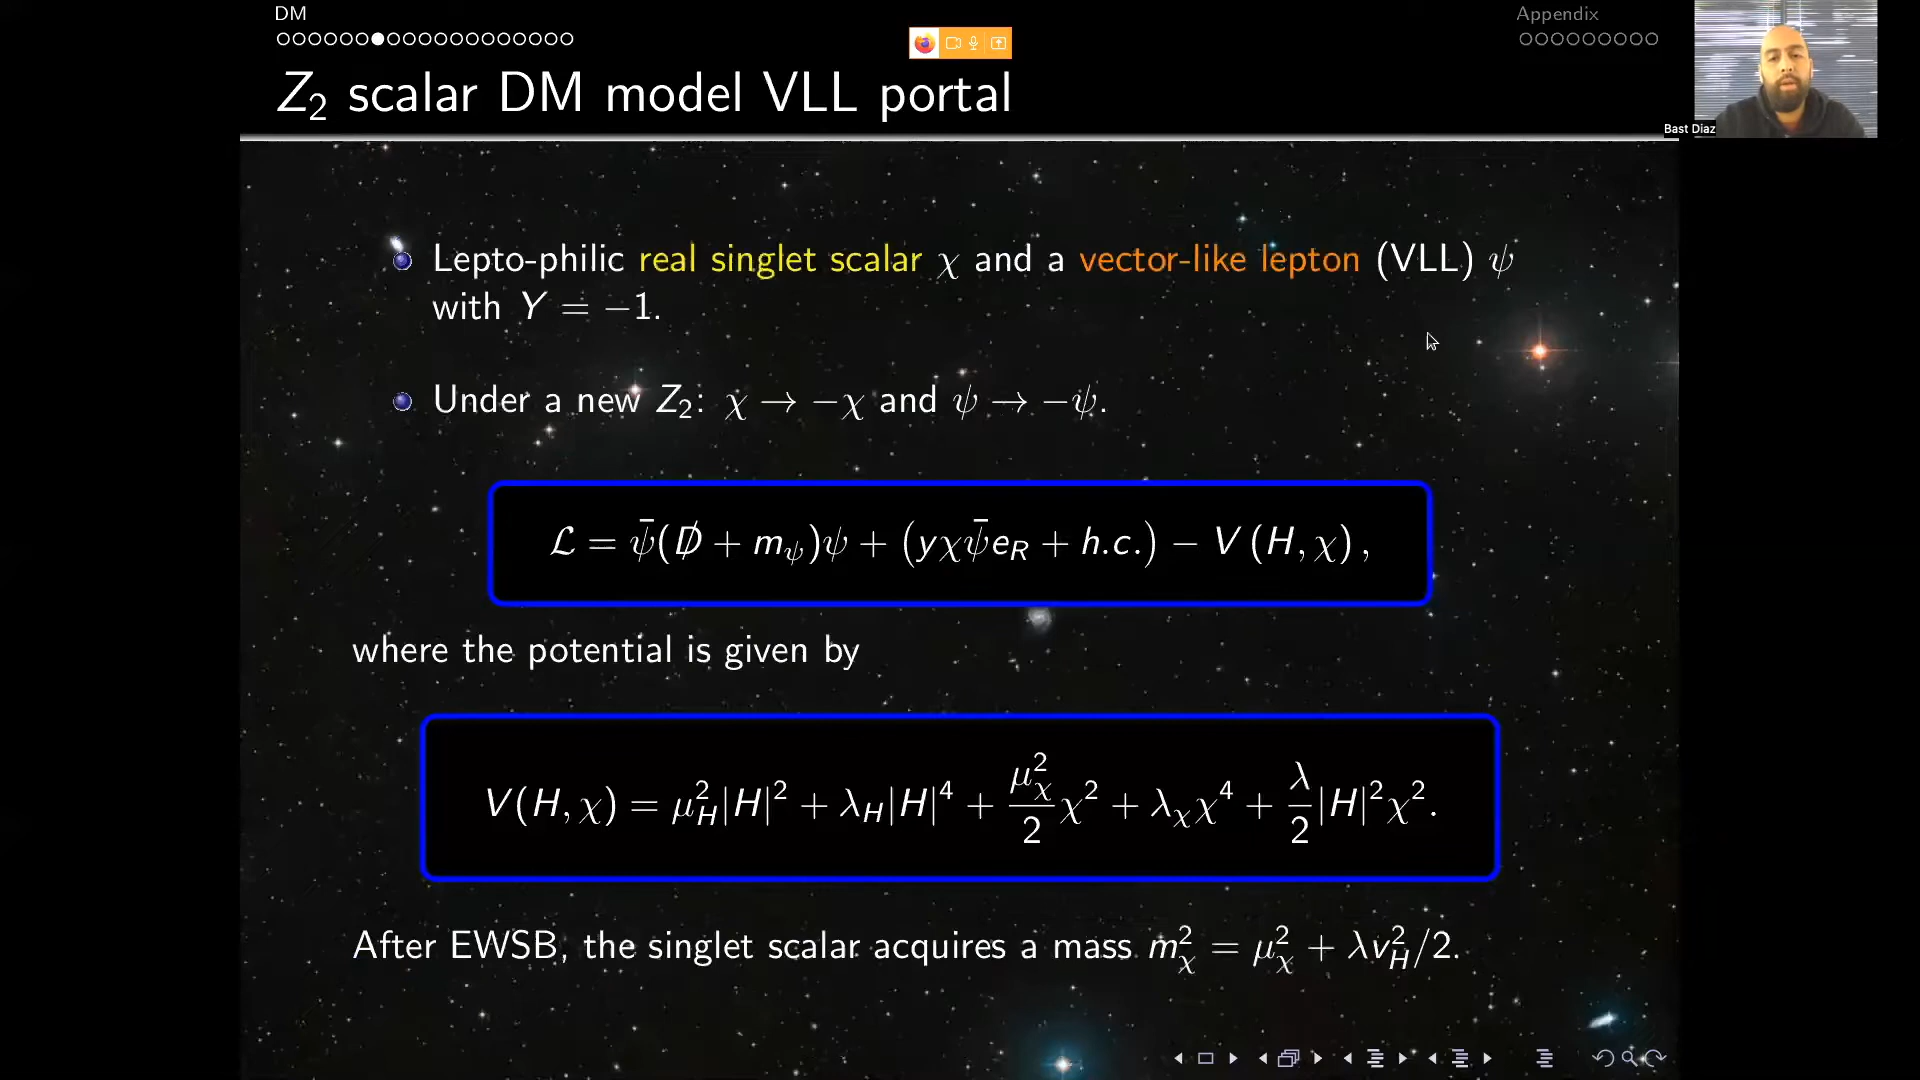 DM
Appendix
Z₂ scalar DM model VLL portal
Bast Diaz
Lepto-philic real singlet scalar χ and a vector-like lepton (VLL) ψ
with Y = −1.
Under a new Z₂: χ → −χ and ψ → −ψ.
ℒ = ψ̄(D̸ + m_ψ)ψ + (yχψ̄e_R + h.c.) − V (H, χ) ,
where the potential is given by
V(H, χ) = μ_H²|H|² + λ_H|H|⁴ + μ_χ²/2 χ² + λ_χχ⁴ + λ/2 |H|²χ².
After EWSB, the singlet scalar acquires a mass m_χ² = μ_χ² + λv_H²/2.